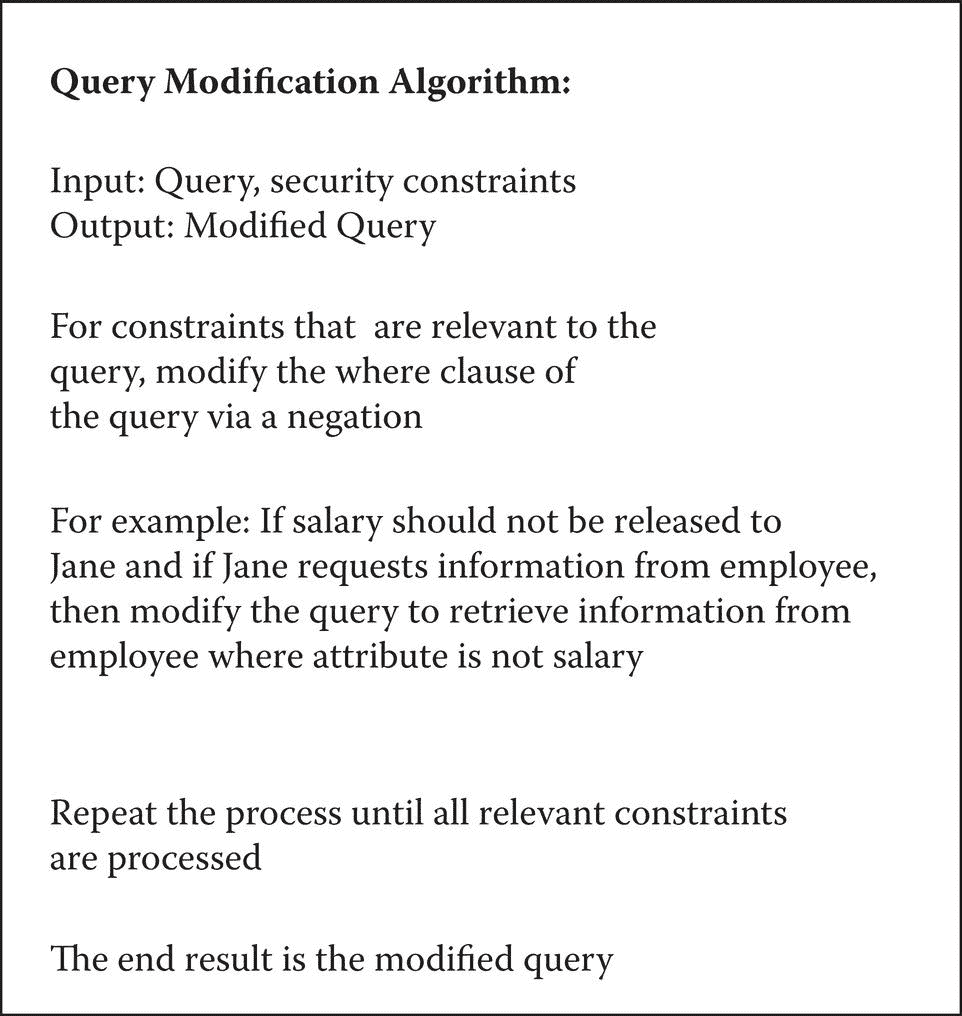 Query Modification Algorithm:
Input: Query, security constraints
Output: Modified Query
For constraints that  are relevant to the
query, modify the where clause of
the query via a negation
For example: If salary should not be released to
Jane and if Jane requests information from employee,
then modify the query to retrieve information from
employee where attribute is not salary
Repeat the process until all relevant constraints
are processed
The end result is the modified query